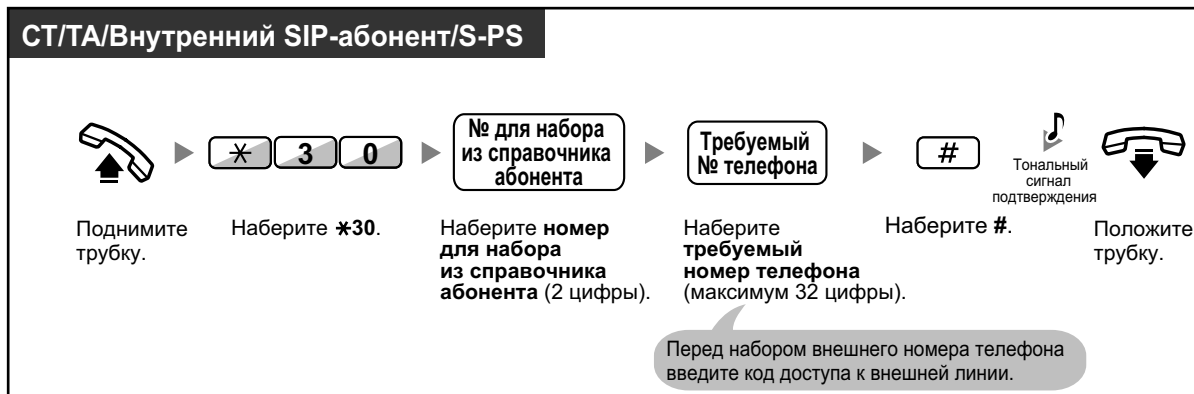 СТ/ТА/Внутренний SIP-абонент/S-PS
* 3 0
№ для набора
из справочника
абонента
Требуемый
№ телефона
#
Тональный
сигнал
подтверждения
Поднимите
трубку.
Наберите *30.
Наберите номер
для набора
из справочника
абонента (2 цифры).
Наберите
требуемый
номер телефона
(максимум 32 цифры).
Наберите #.
Положите
трубку.
Перед набором внешнего номера телефона
введите код доступа к внешней линии.